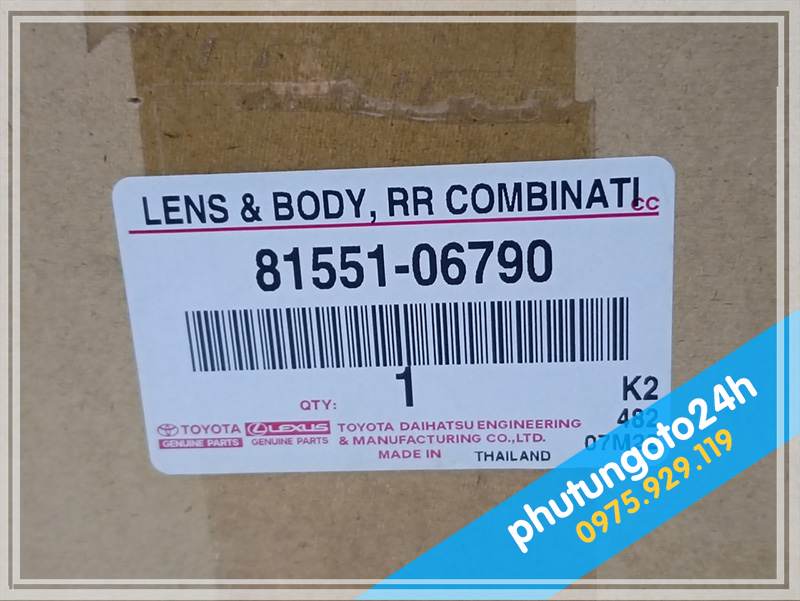 LENS & BODY, RR COMBINATI
CC
81551-06790
QTY: 1
K2
482
TOYOTA
GENUINE PARTS
LEXUS
GENUINE PARTS
TOYOTA DAIHATSU ENGINEERING
& MANUFACTURING CO.,LTD.
MADE IN THAILAND
phutungoto24h
0975.929.119